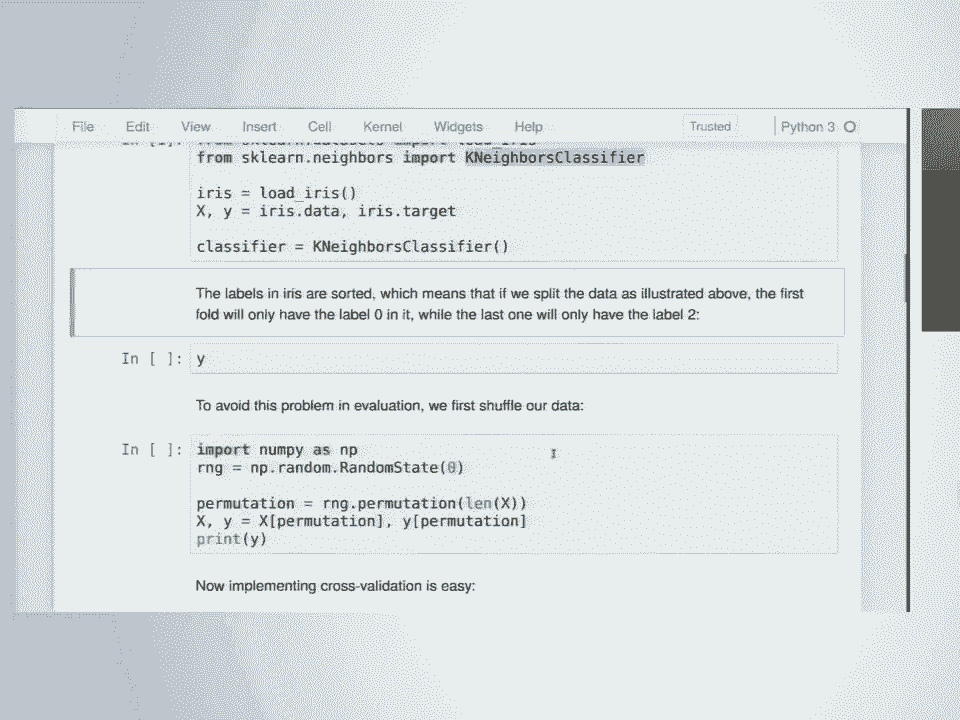 File Edit View Insert Cell Kernel Widgets Help Trusted Python 3
In [1]: from sklearn.datasets import load_iris
from sklearn.neighbors import KNeighborsClassifier
iris = load_iris()
X, y = iris.data, iris.target
classifier = KNeighborsClassifier()
The labels in iris are sorted, which means that if we split the data as illustrated above, the first
fold will only have the label 0 in it, while the last one will only have the label 2:
In [ ]: y
To avoid this problem in evaluation, we first shuffle our data:
In [ ]: import numpy as np
rng = np.random.RandomState(0)
permutation = rng.permutation(len(X))
X, y = X[permutation], y[permutation]
print(y)
Now implementing cross-validation is easy: